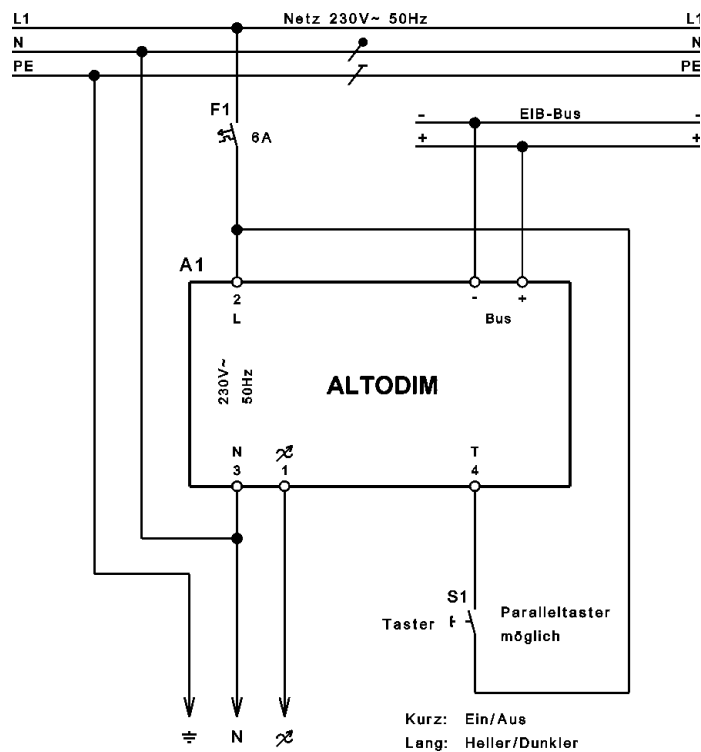 L1 Netz 230V~ 50Hz L1
N N
PE PE
F1
6A
- EIB-Bus -
+ +
A1
2 - +
L Bus
230V~
50Hz
ALTODIM
N T
3 1 4
S1
Taster
Paralleltaster
möglich
N
Kurz: Ein/Aus
Lang: Heller/Dunkler